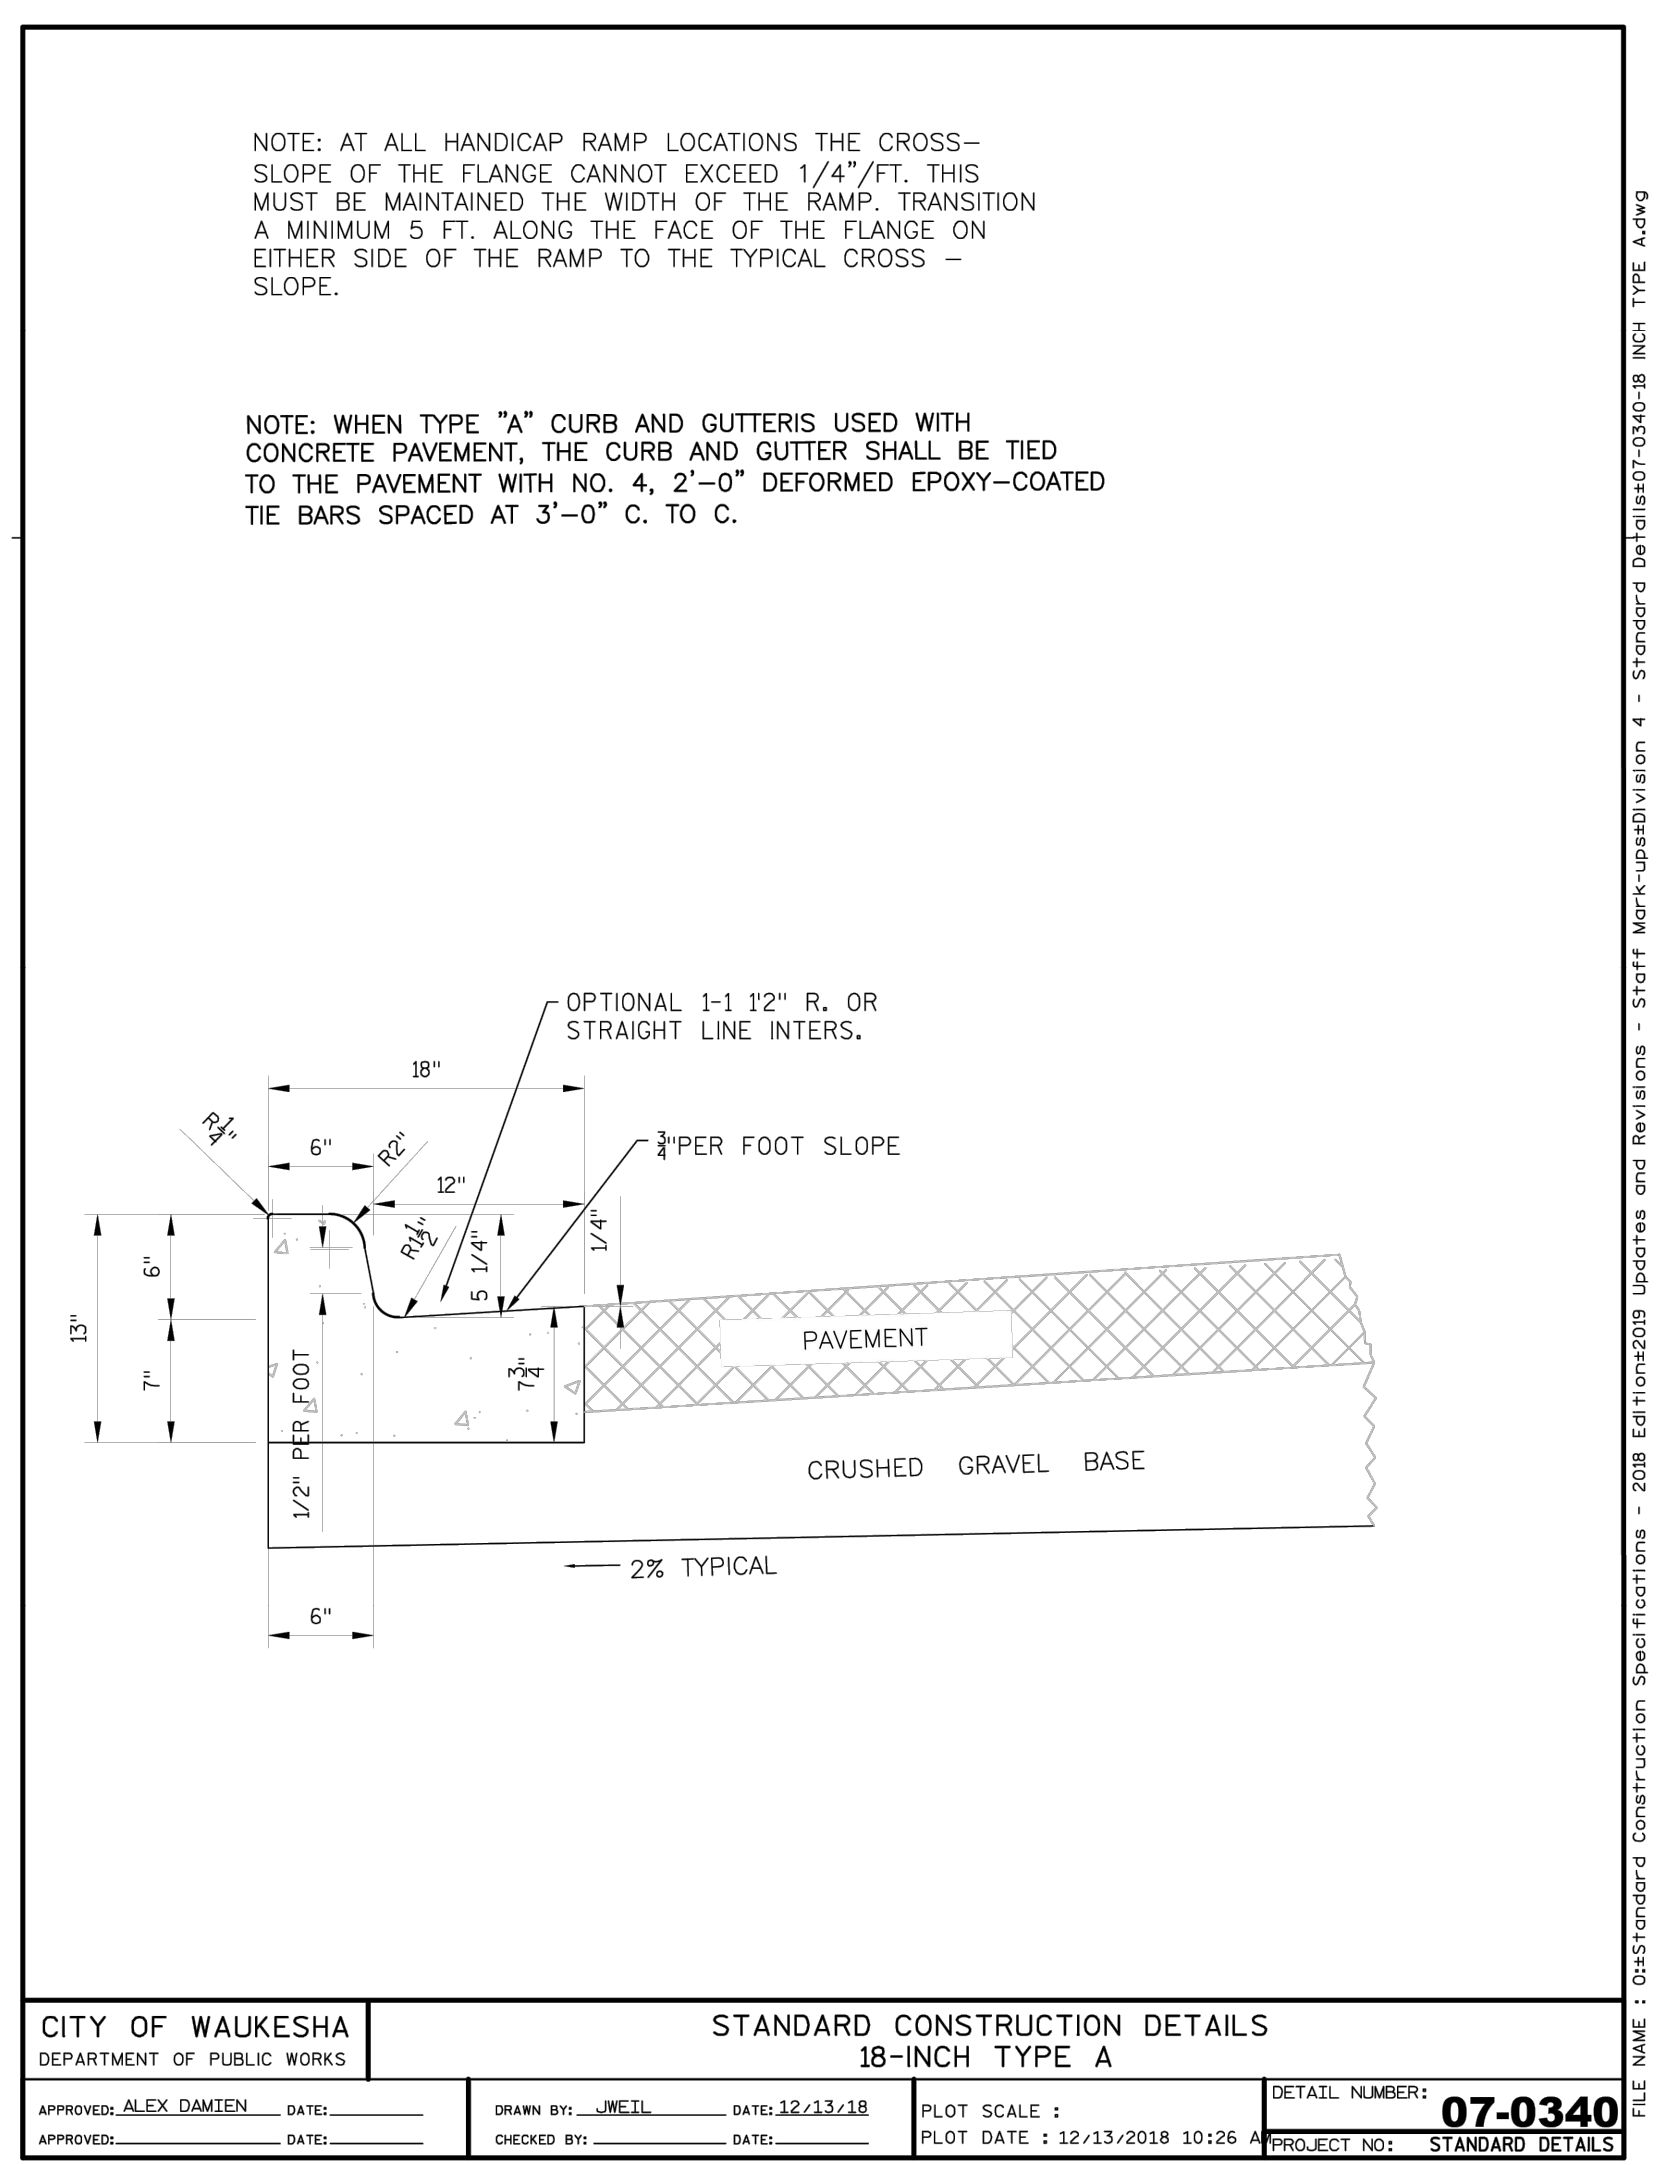 NOTE: AT ALL HANDICAP RAMP LOCATIONS THE CROSS–
SLOPE OF THE FLANGE CANNOT EXCEED 1/4"/FT. THIS
MUST BE MAINTAINED THE WIDTH OF THE RAMP. TRANSITION
A MINIMUM 5 FT. ALONG THE FACE OF THE FLANGE ON
EITHER SIDE OF THE RAMP TO THE TYPICAL CROSS –
SLOPE.
NOTE: WHEN TYPE "A" CURB AND GUTTERIS USED WITH
CONCRETE PAVEMENT, THE CURB AND GUTTER SHALL BE TIED
TO THE PAVEMENT WITH NO. 4, 2'–0" DEFORMED EPOXY–COATED
TIE BARS SPACED AT 3'–0" C. TO C.
OPTIONAL 1-1 1'2" R. OR
STRAIGHT LINE INTERS.
18"
R1/4"
6"
R2"
3/4"PER FOOT SLOPE
12"
R1 1/2"
5 1/4"
1/4"
6"
13"
7"
1/2" PER FOOT
7 3/4"
PAVEMENT
CRUSHED GRAVEL BASE
2% TYPICAL
6"
CITY OF WAUKESHA
DEPARTMENT OF PUBLIC WORKS
STANDARD CONSTRUCTION DETAILS
18-INCH TYPE A
APPROVED: ALEX DAMIEN DATE:
APPROVED: DATE:
DRAWN BY: JWEIL DATE: 12/13/18
CHECKED BY: DATE:
PLOT SCALE :
PLOT DATE : 12/13/2018 10:26 AM
DETAIL NUMBER:
07-0340
PROJECT NO: STANDARD DETAILS
FILE NAME : O:±Standard Construction Specifications - 2018 Edition±2019 Updates and Revisions - Staff Mark-ups±Division 4 - Standard Details±07-0340-18 INCH TYPE A.dwg